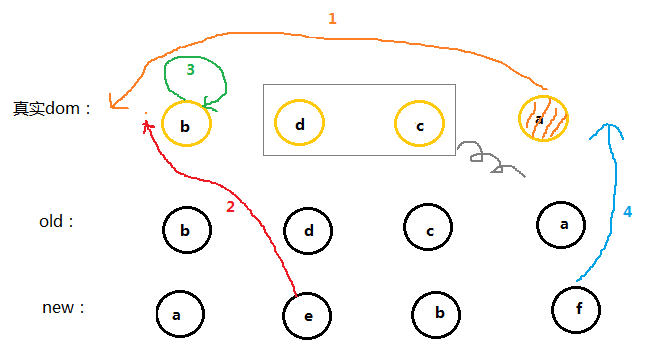 1
3
真实dom： b d c a
2
4
old： b d c a
new： a e b f